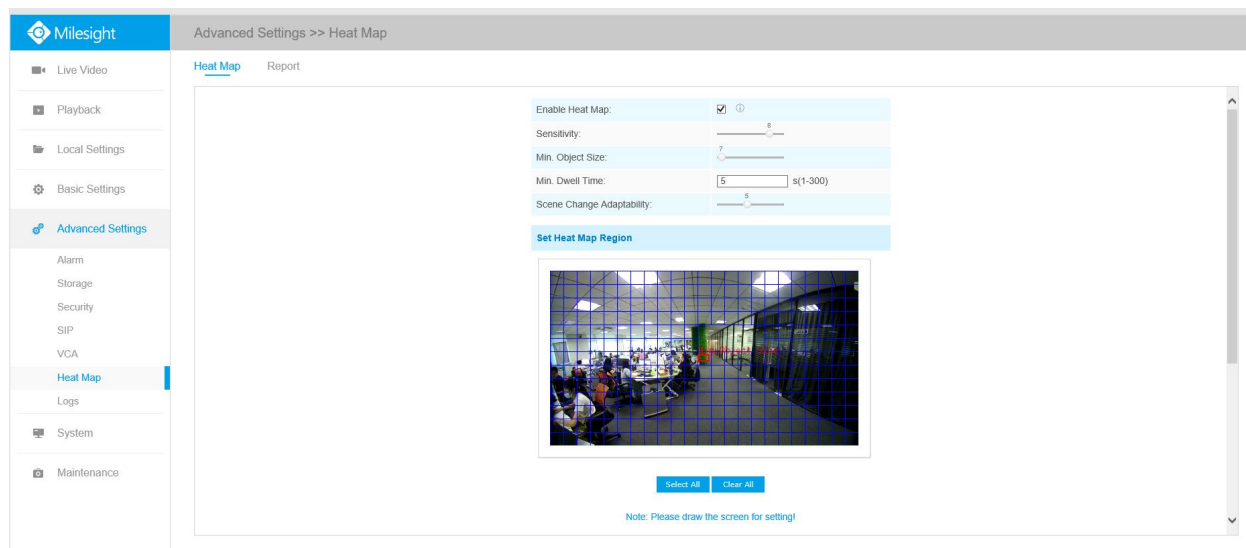 Milesight
Advanced Settings >> Heat Map
Live Video
Playback
Local Settings
Basic Settings
Advanced Settings
Alarm
Storage
Security
SIP
VCA
Heat Map
Logs
System
Maintenance
Heat Map Report
Enable Heat Map:
Sensitivity: 8
Min. Object Size: 7
Min. Dwell Time: 5 s(1-300)
Scene Change Adaptability: 5
Set Heat Map Region
Select All Clear All
Note: Please draw the screen for setting!